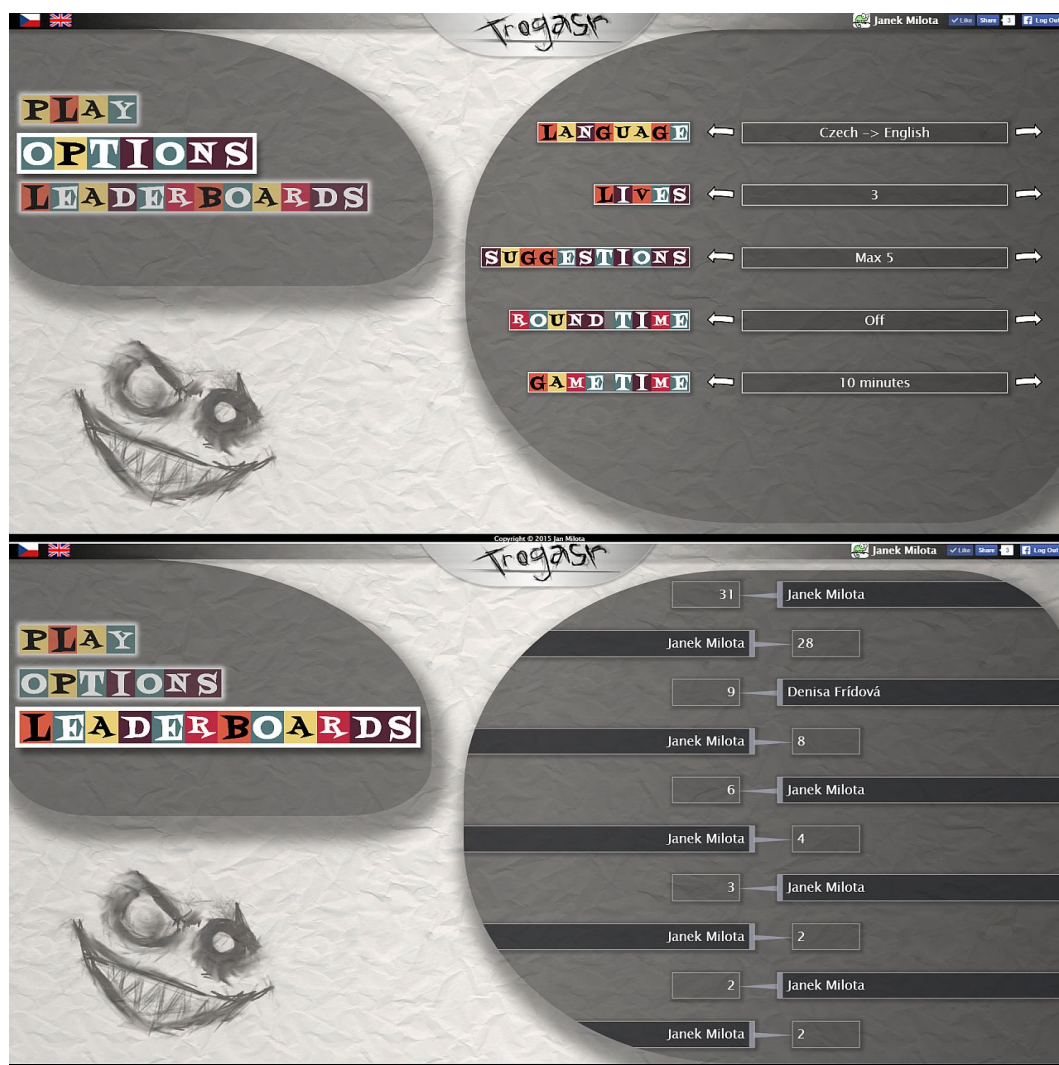 Trogasr
Janek Milota Like Share 3 Log Out
PLAY
OPTIONS
LEADERBOARDS
LANGUAGE Czech -> English
LIVES 3
SUGGESTIONS Max 5
ROUND TIME Off
GAME TIME 10 minutes
Copyright © 2015 Jan Milota
Trogasr
Janek Milota Like Share 3 Log Out
PLAY
OPTIONS
LEADERBOARDS
31 Janek Milota
Janek Milota 28
9 Denisa Frídová
Janek Milota 8
6 Janek Milota
Janek Milota 4
3 Janek Milota
Janek Milota 2
2 Janek Milota
Janek Milota 2